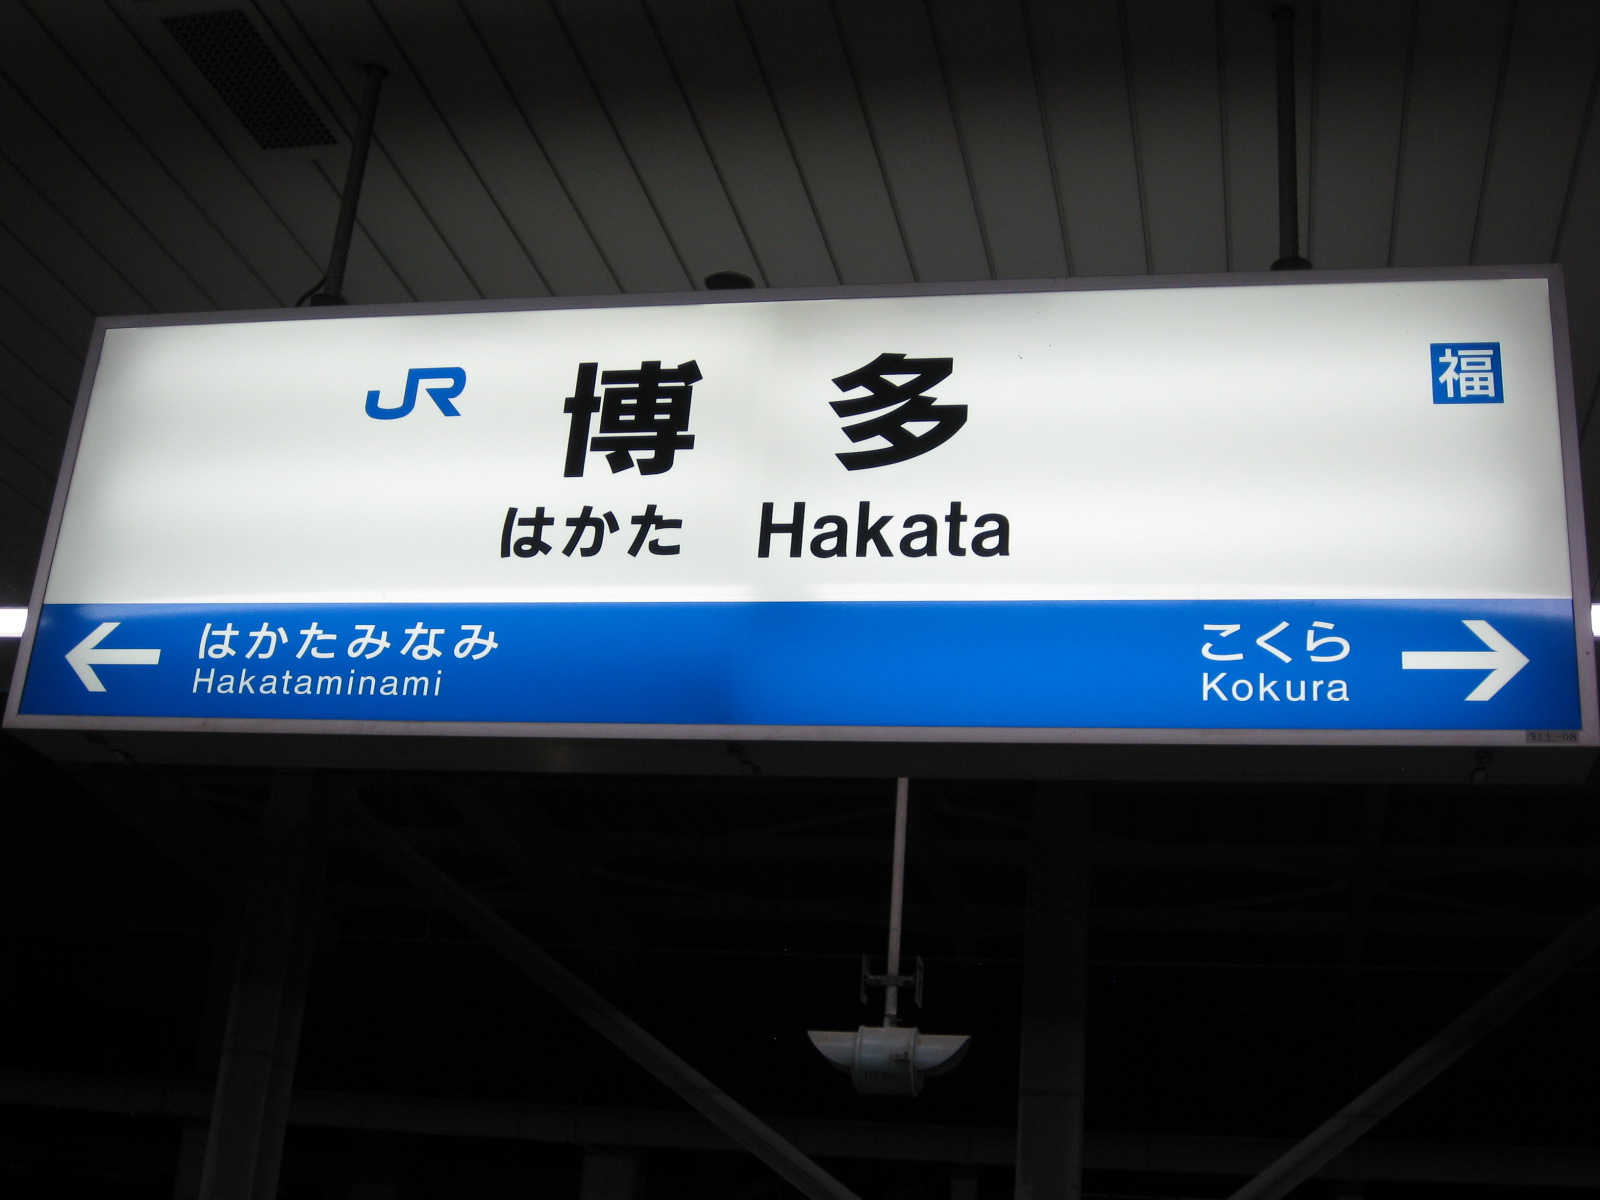 JR 博多 福
はかた Hakata
はかたみなみ こくら
Hakataminami Kokura